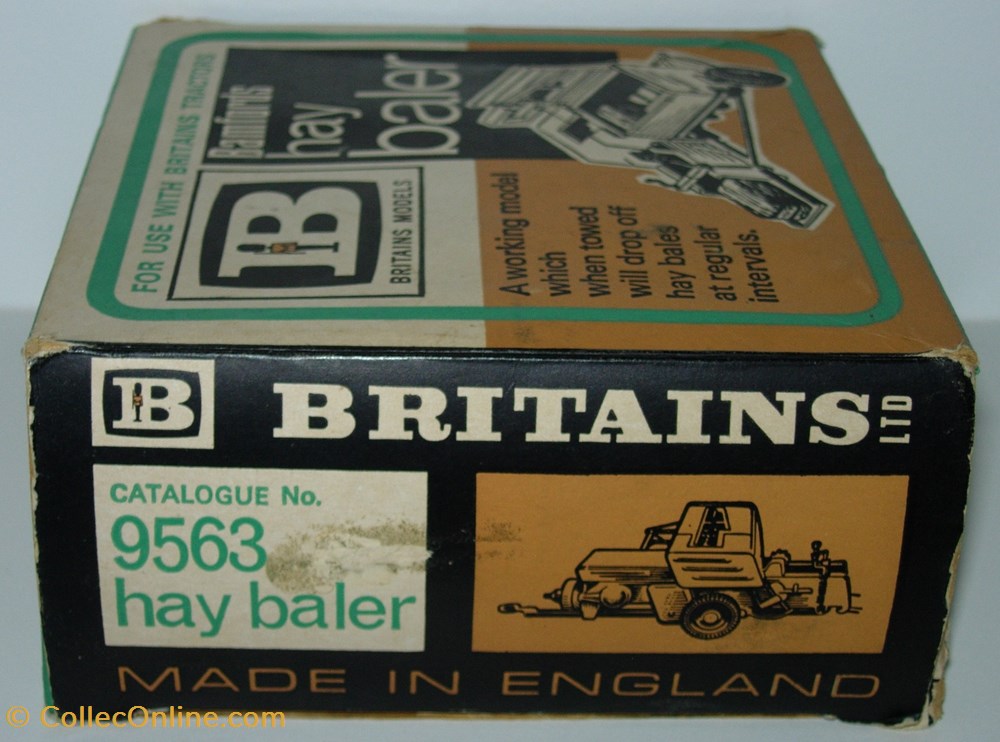 FOR USE WITH BRITAINS TRACTORS
Bamfords
hay
baler
B
BRITAINS MODELS
A working model
which
when towed
will drop off
hay bales
at regular
intervals.
B
BRITAINS LTD
CATALOGUE No.
9563
hay baler
MADE IN ENGLAND
© CollecOnline.com